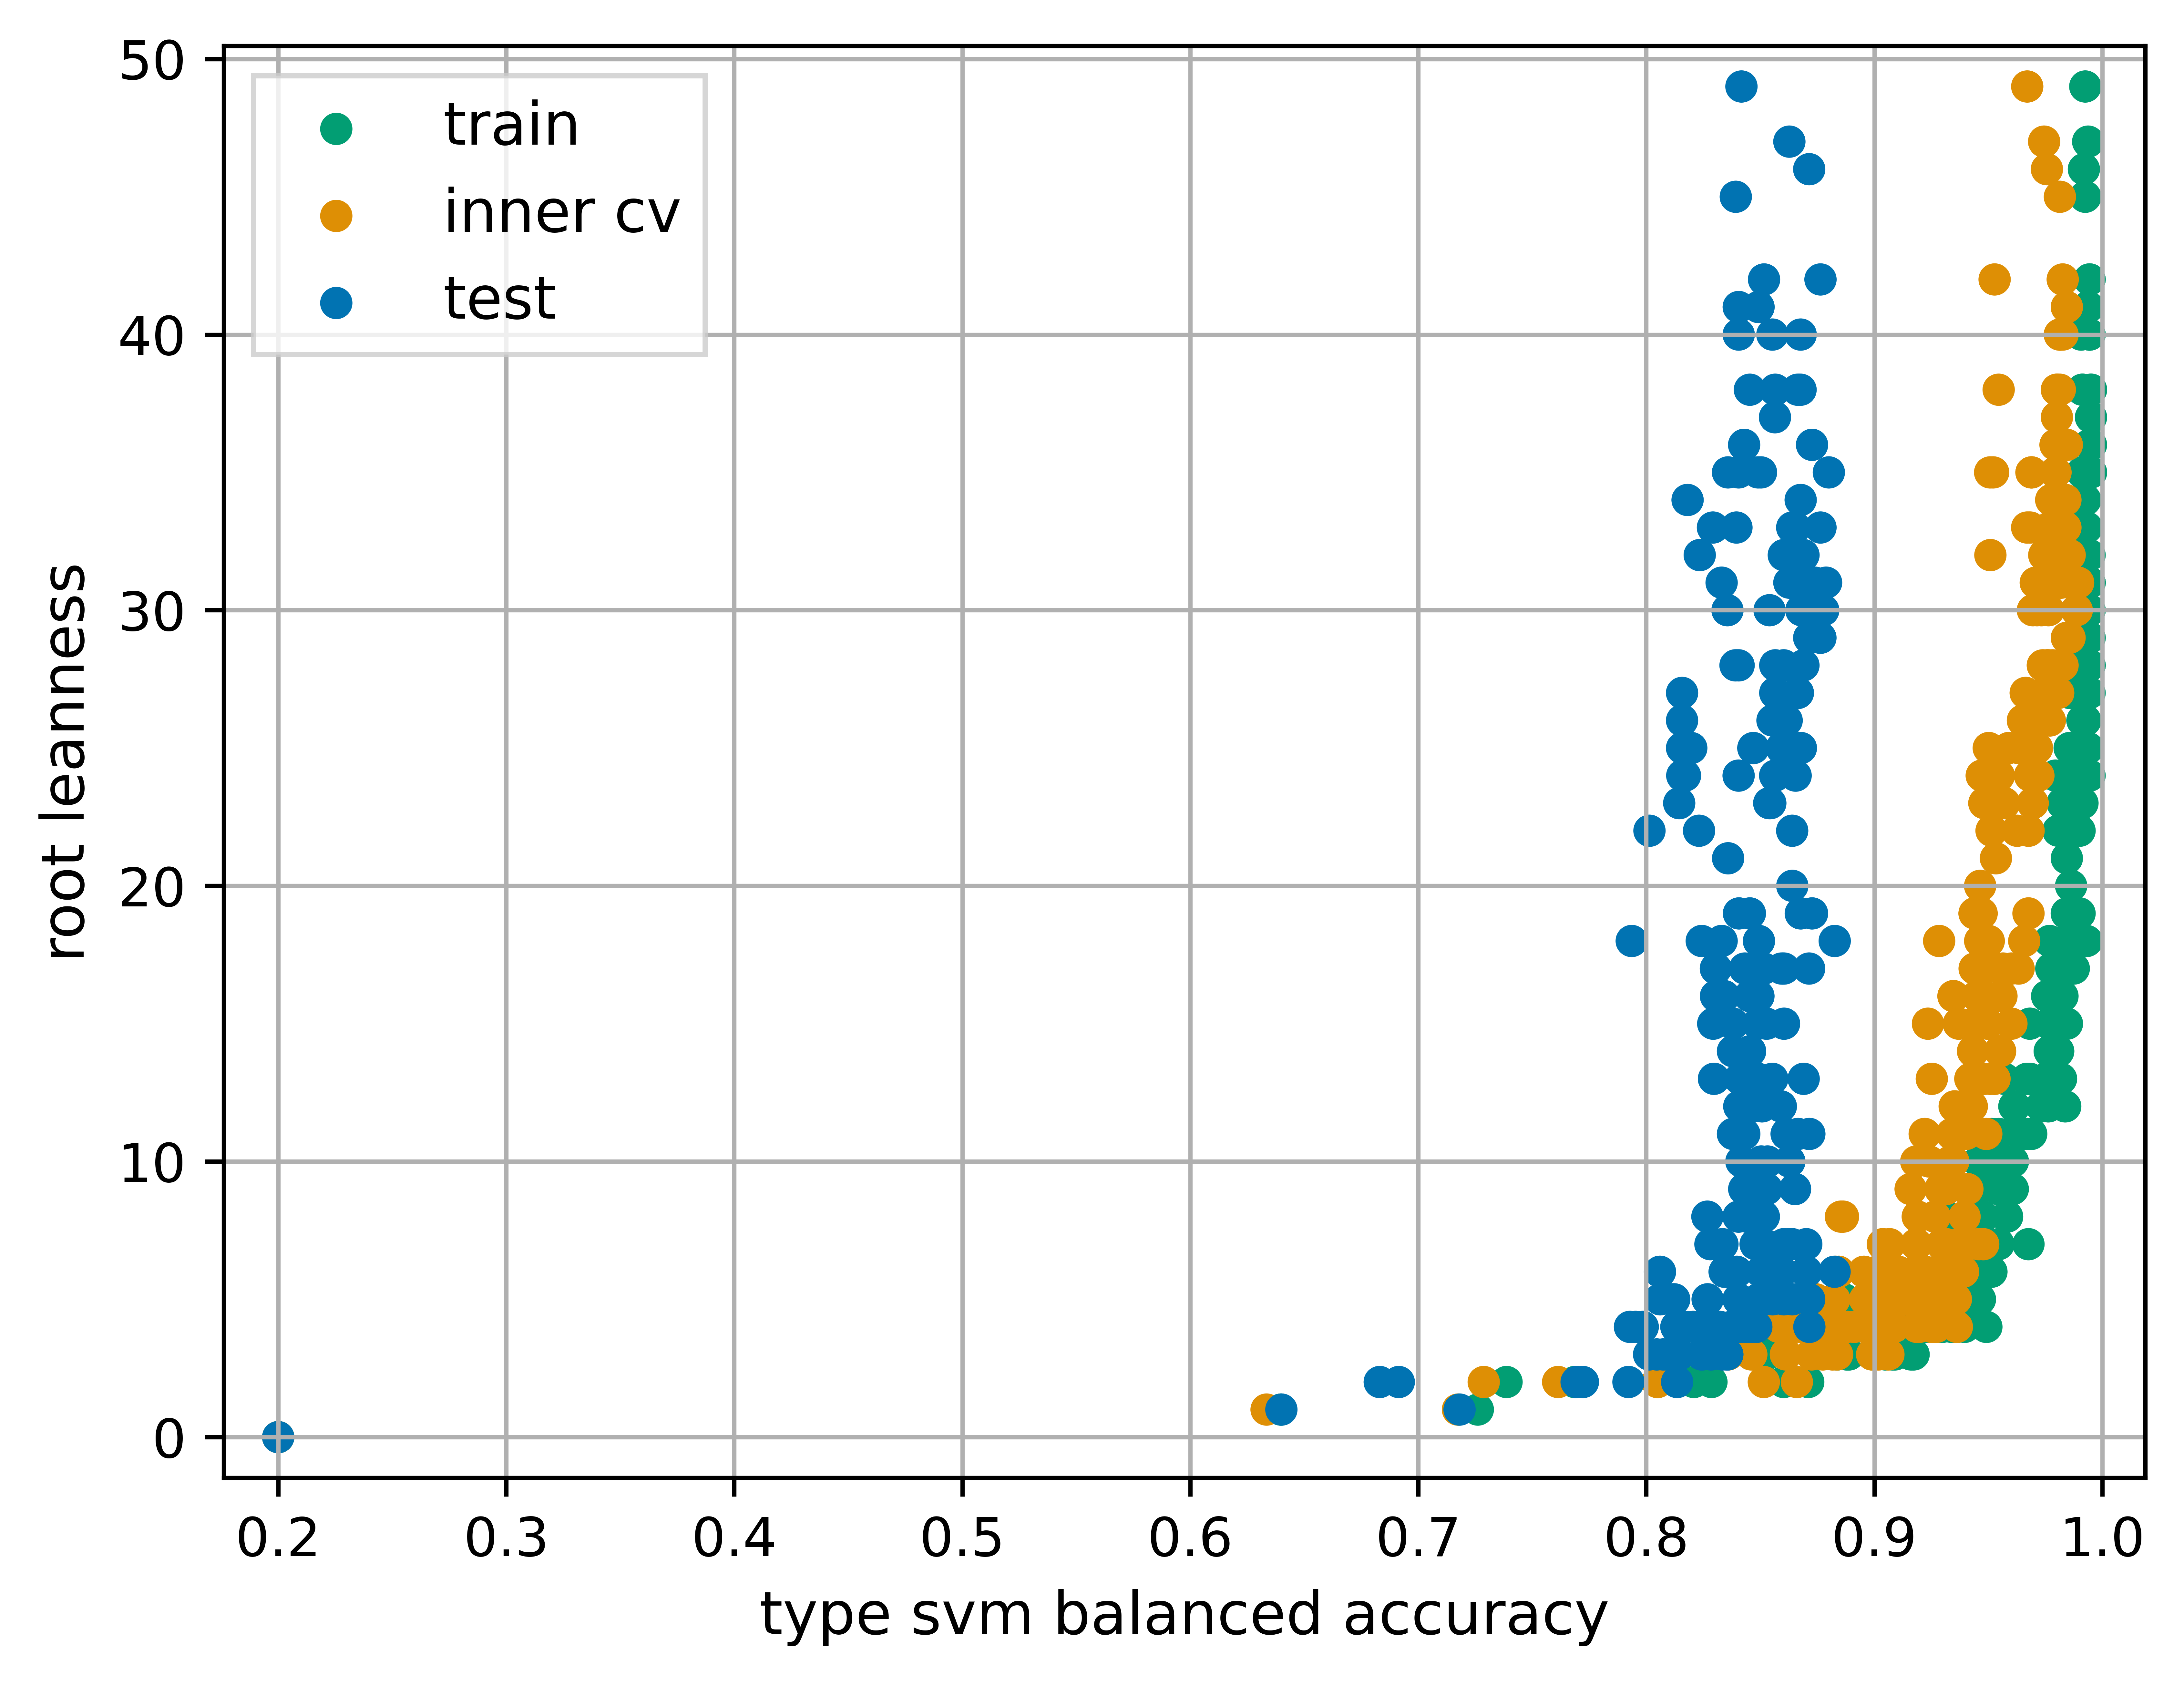 50
40
30
20
10
0
root leanness
train
inner cv
test
0.2 0.3 0.4 0.5 0.6 0.7 0.8 0.9 1.0
type svm balanced accuracy